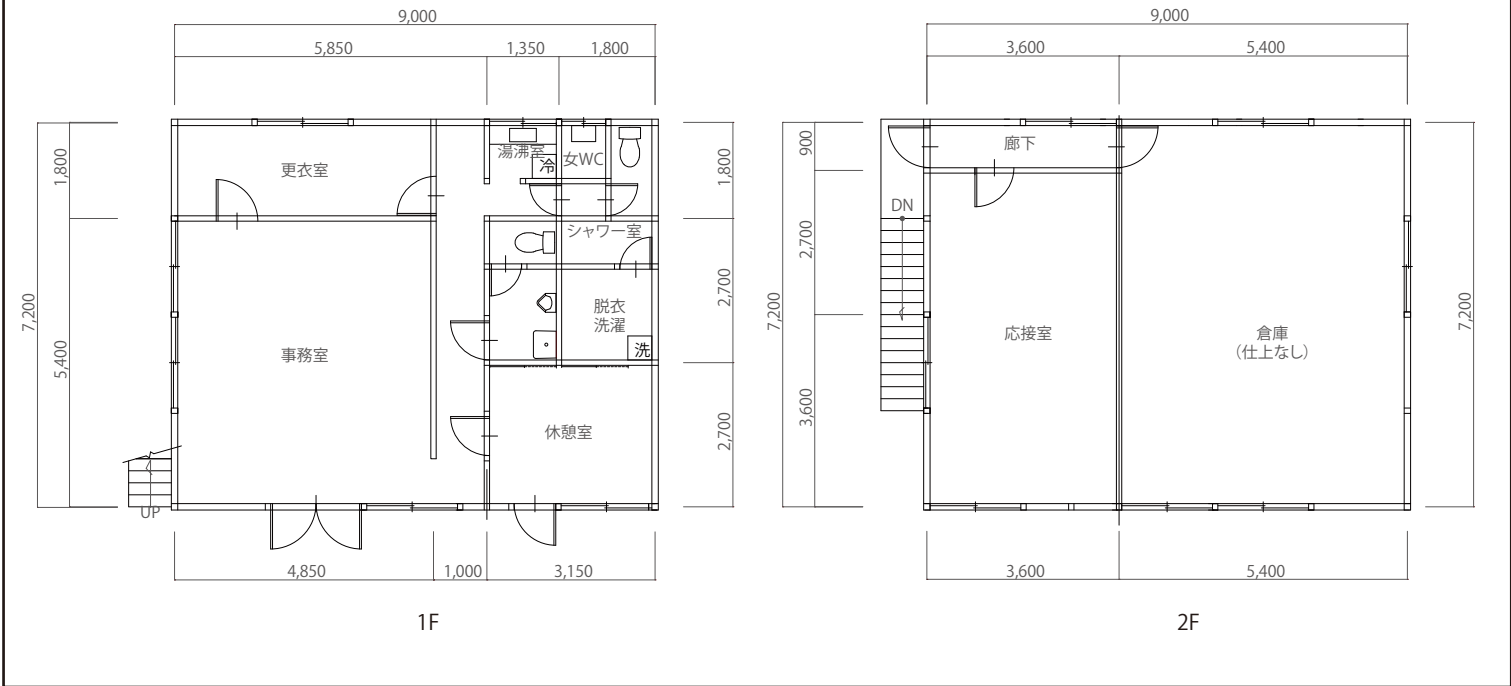 9,000
5,850
1,350
1,800
7,200
1,800
5,400
更衣室
湯沸室
冷
女WC
シャワー室
脱衣
洗濯
洗
事務室
休憩室
UP
1,800
2,700
2,700
4,850
1,000
3,150
1F
9,000
3,600
5,400
7,200
900
2,700
3,600
廊下
DN
応接室
倉庫
（仕上なし）
7,200
3,600
5,400
2F